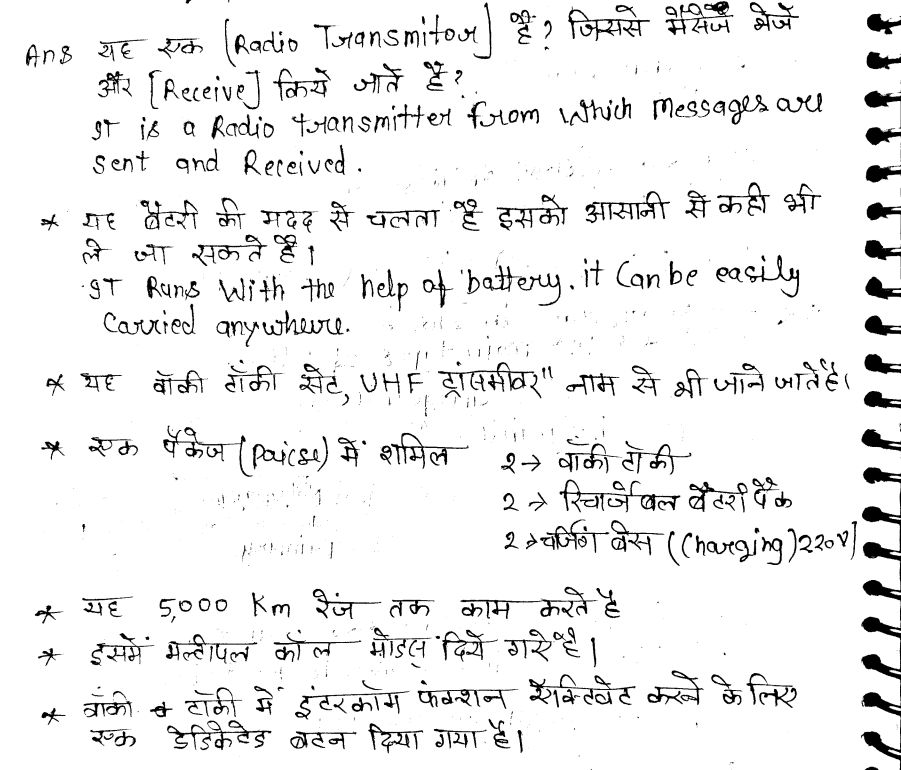 Ans यह एक [Radio Transmitor] है? जिससे मैसेज भेजे
और [Receive] किये जाते है?
IT is a Radio transmitter from which Messages are
sent and Received.
* यह बैटरी की मदद से चलता है इसको आसानी से कही भी
ले जा सकते है।
IT Runs With the help of battery. it Can be easily
Carried anywhere.
* यह वॉकी टॉकी सेट, UHF ट्रांसमीवर" नाम से भी जाने जाते है।
* एक पैकेज (Paicse) में शामिल 2→ वॉकी टॉकी
2→ रिचार्जेबल बैटरी पैक
2→ चार्जिंग बेस (Charging) 220V]
* यह 5,000 Km रेंज तक काम करते है
* इसमें मल्टीपल कॉल मोडस् दिये गये है।
* वॉकी टॉकी में इंटरकॉम फंक्शन एक्टिवेट करने के लिए
एक डेडिकेटेड बटन दिया गया है।